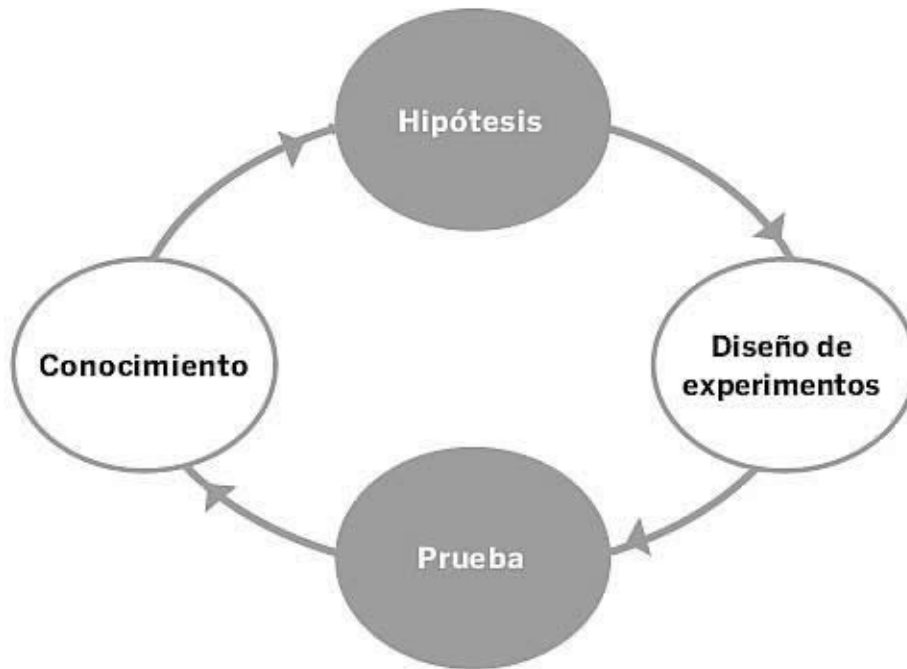 Hipótesis
Conocimiento
Diseño de
experimentos
Prueba